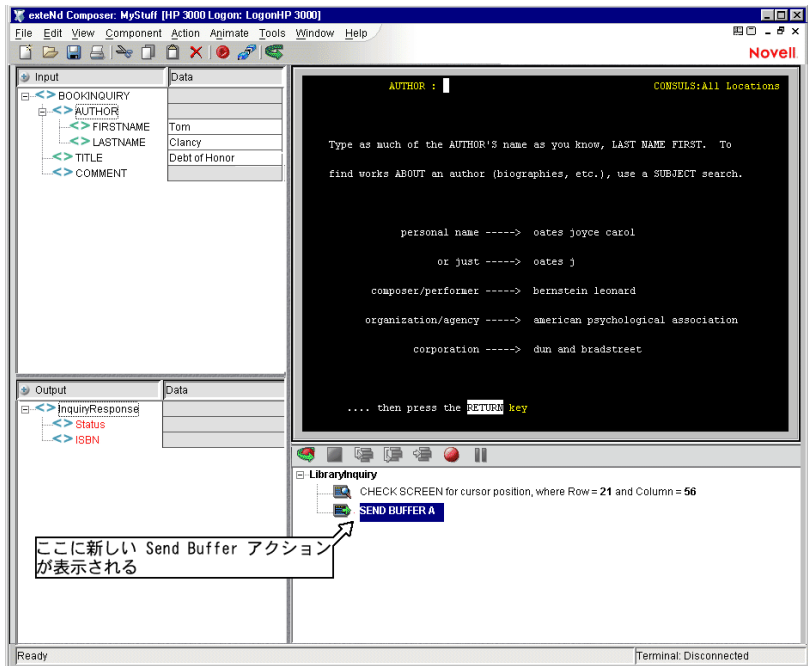 exteNd Composer: MyStuff [HP 3000 Logon: LogonHP 3000]
File Edit View Component Action Animate Tools Window Help
Novell
Input Data
BOOKINQUIRY
AUTHOR
FIRSTNAME Tom
LASTNAME Clancy
TITLE Debt of Honor
COMMENT
AUTHOR : CONSULS:All Locations
Type as much of the AUTHOR'S name as you know, LAST NAME FIRST. To
find works ABOUT an author (biographies, etc.), use a SUBJECT search.
personal name -----> oates joyce carol
or just -----> oates j
composer/performer -----> bernstein leonard
organization/agency -----> american psychological association
corporation -----> dun and bradstreet
.... then press the RETURN key
Output Data
InquiryResponse
Status
ISBN
LibraryInquiry
CHECK SCREEN for cursor position, where Row = 21 and Column = 56
SEND BUFFER A
ここに新しい Send Buffer アクション
が表示される
Ready Terminal: Disconnected